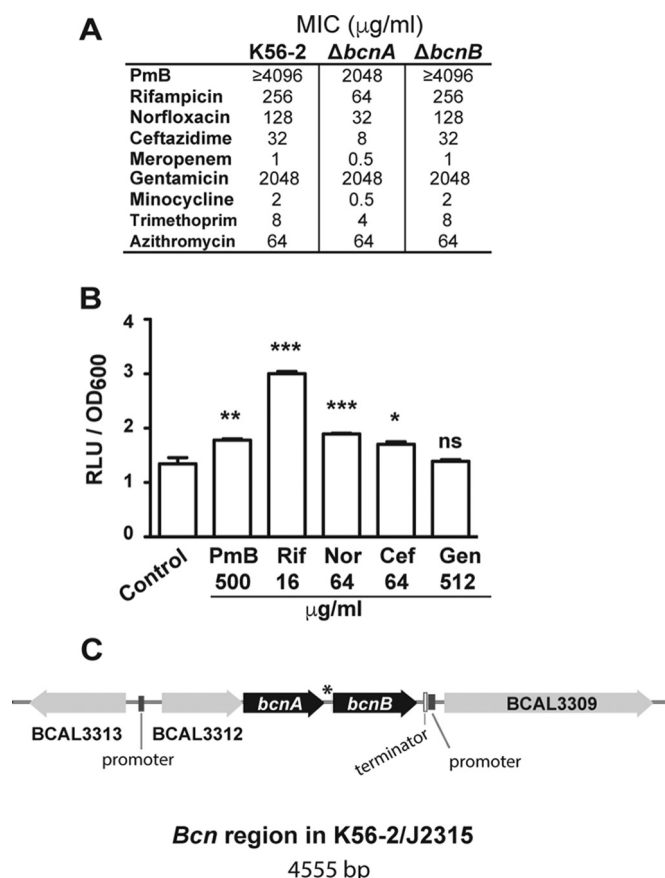 A
MIC (μg/ml)
K56-2 ΔbcnA ΔbcnB
PmB ≥4096 2048 ≥4096
Rifampicin 256 64 256
Norfloxacin 128 32 128
Ceftazidime 32 8 32
Meropenem 1 0.5 1
Gentamicin 2048 2048 2048
Minocycline 2 0.5 2
Trimethoprim 8 4 8
Azithromycin 64 64 64
B
RLU / OD600
4
3
2
1
0
** *** *** * ns
Control PmB Rif Nor Cef Gen
500 16 64 64 512
μg/ml
C
*
bcnA bcnB BCAL3309
BCAL3313 BCAL3312
promoter terminator promoter
Bcn region in K56-2/J2315
4555 bp